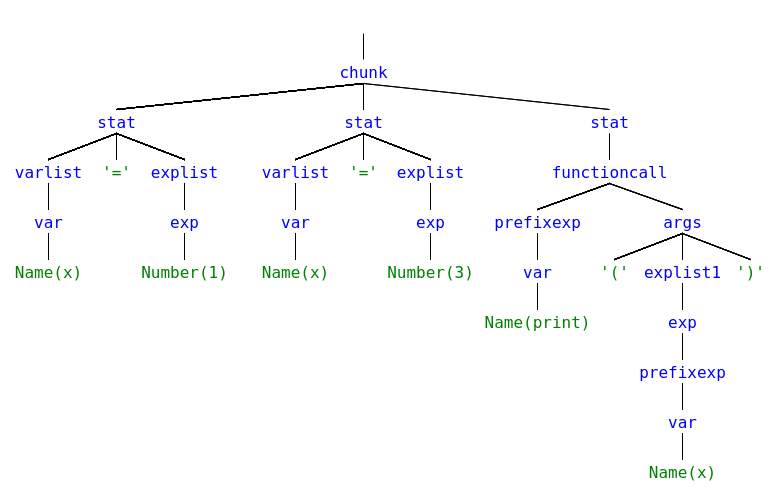 chunk
stat stat stat
varlist '=' explist varlist '=' explist functioncall
var exp var exp prefixexp args
Name(x) Number(1) Name(x) Number(3) var '(' explist1 ')'
Name(print) exp
prefixexp
var
Name(x)